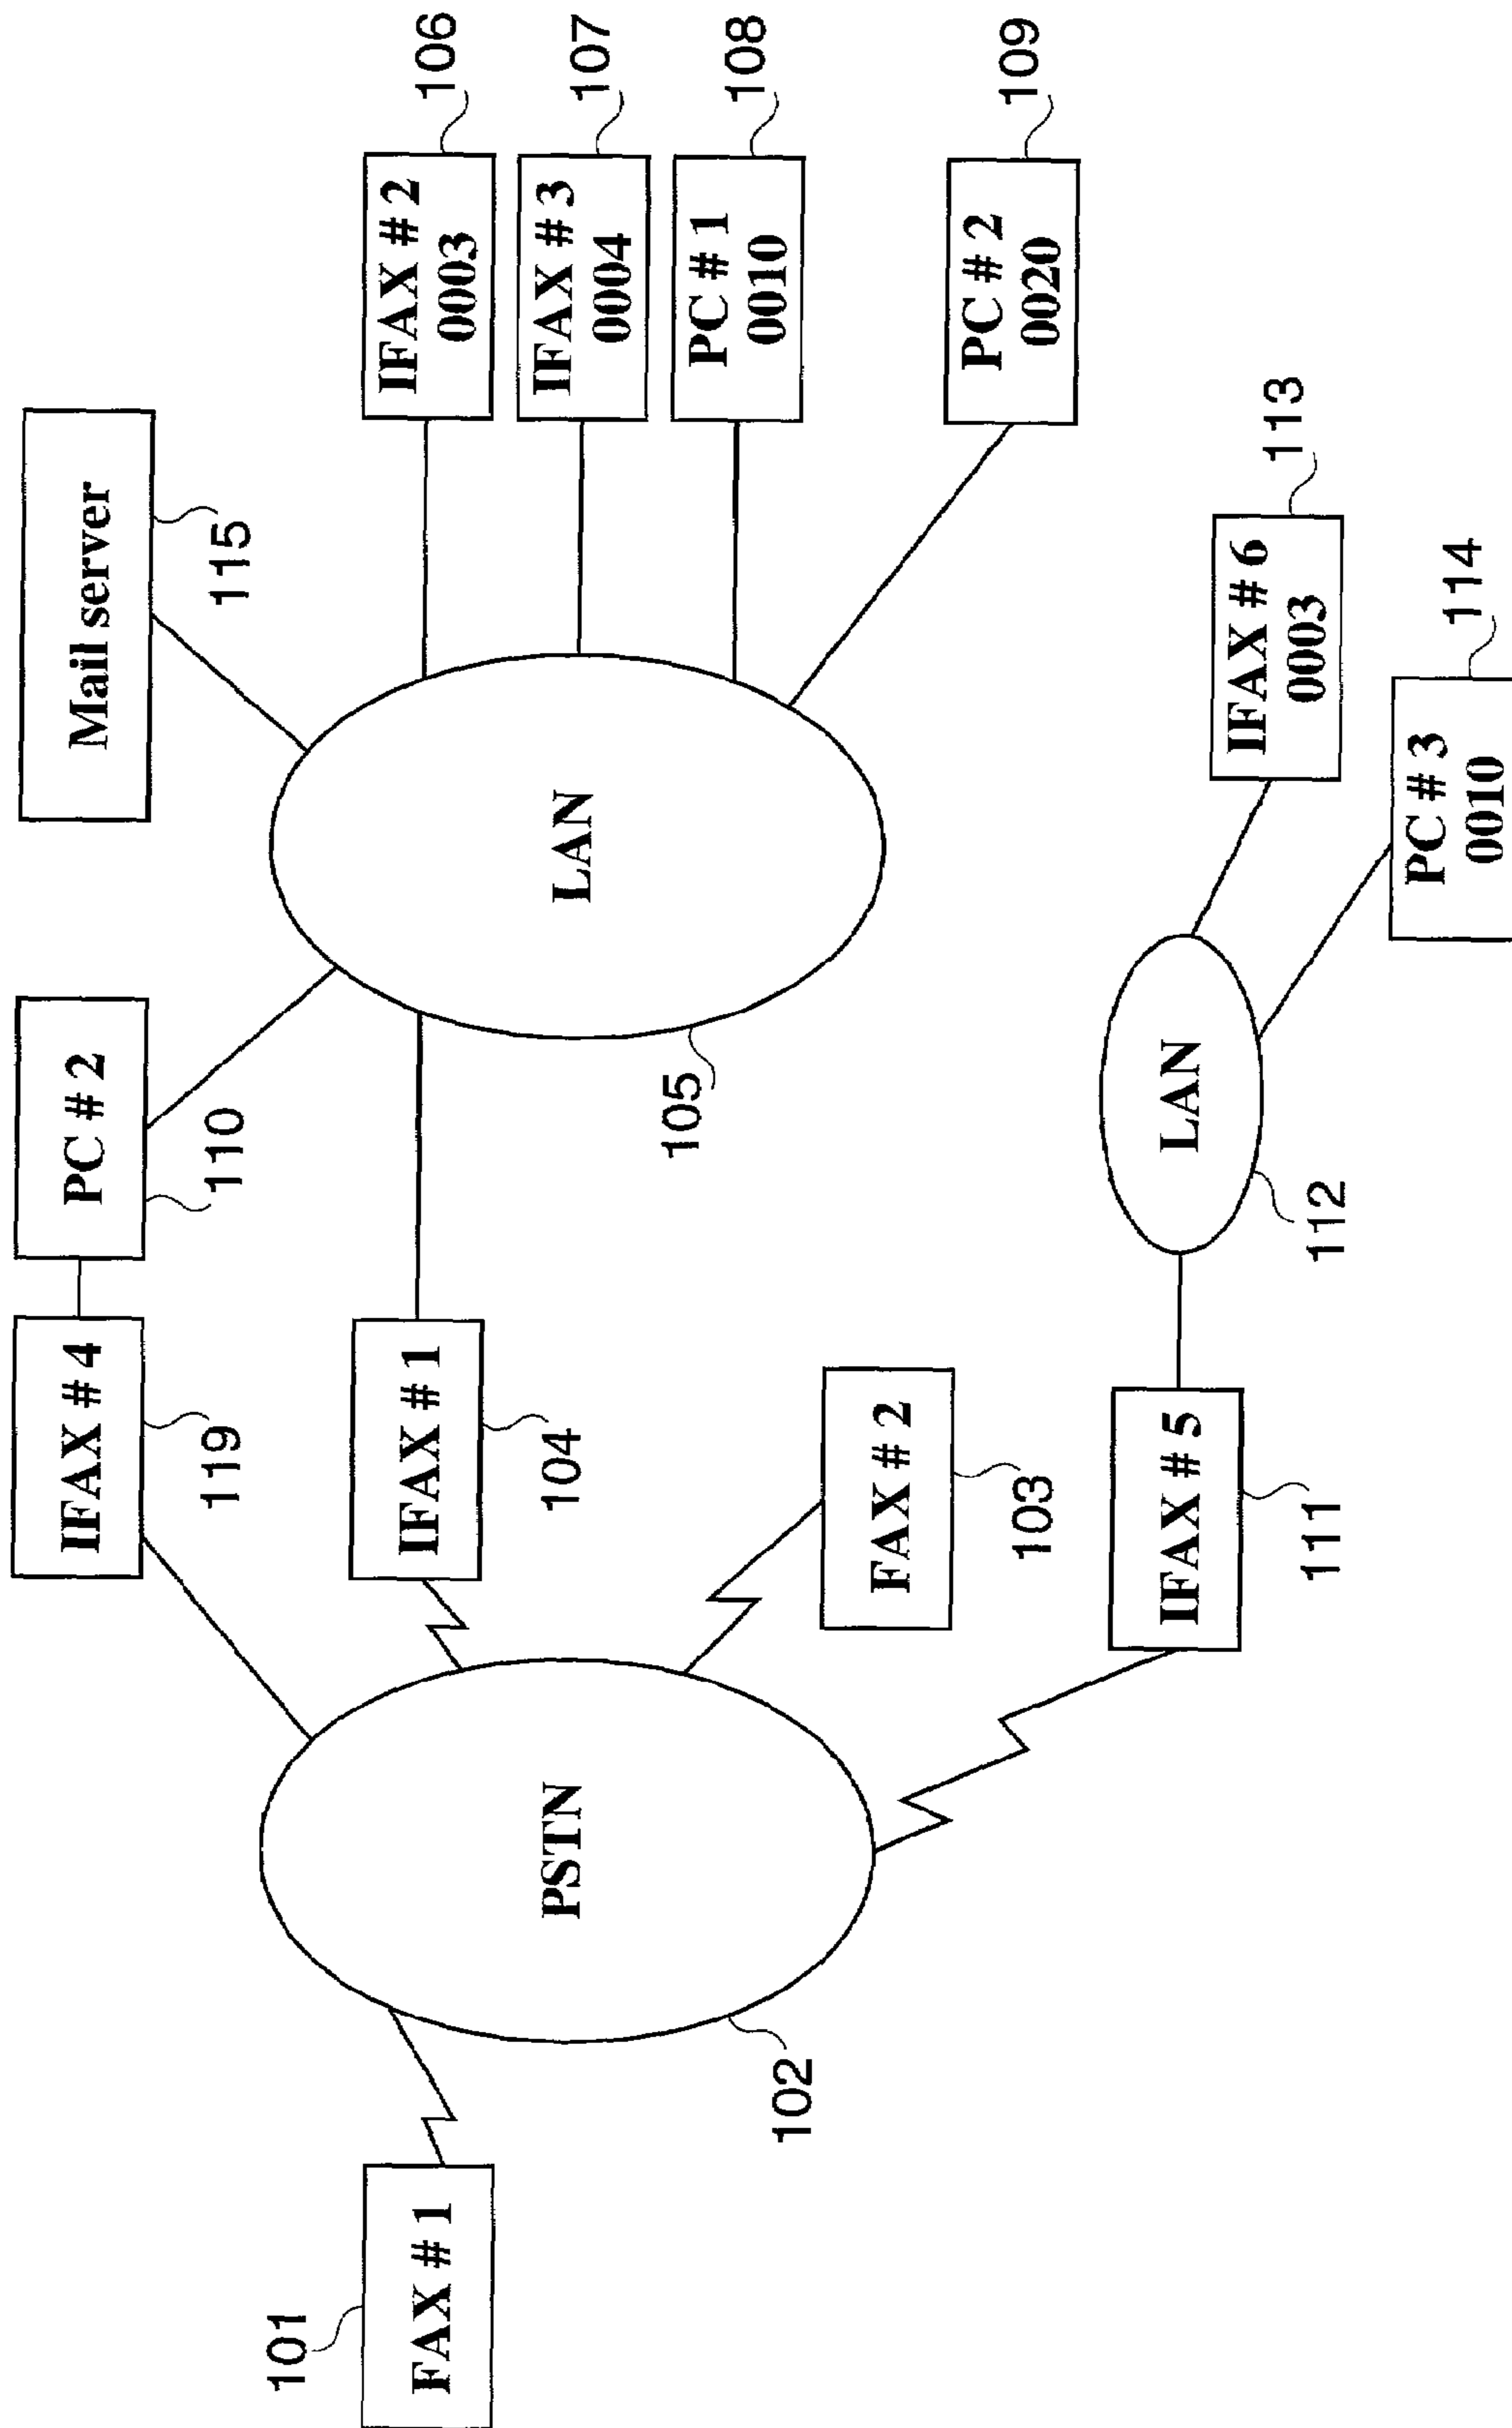 Mail server
115
PC # 2
110
IFAX # 4
119
IFAX # 2
0003
106
IFAX # 3
0004
107
PC # 1
0010
108
PC # 2
0020
109
LAN
105
IFAX # 1
104
FAX # 2
103
PSTN
102
FAX # 1
101
IFAX # 5
111
LAN
112
IFAX # 6
0003
113
PC # 3
0010
114